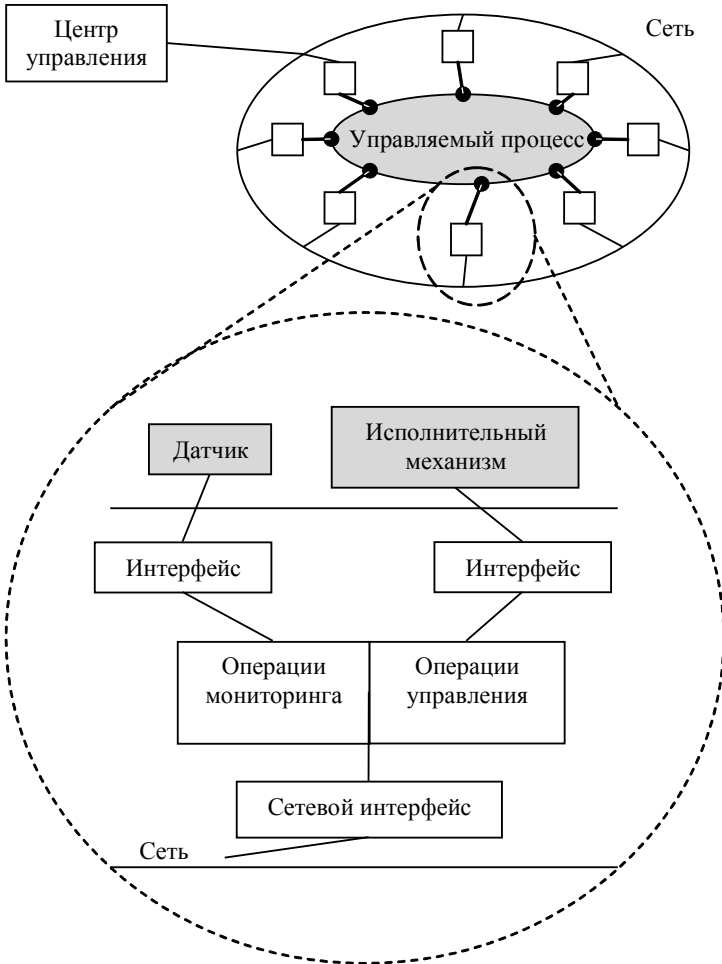 Центр
управления
Сеть
Управляемый процесс
Датчик
Исполнительный
механизм
Интерфейс
Интерфейс
Операции
мониторинга
Операции
управления
Сетевой интерфейс
Сеть